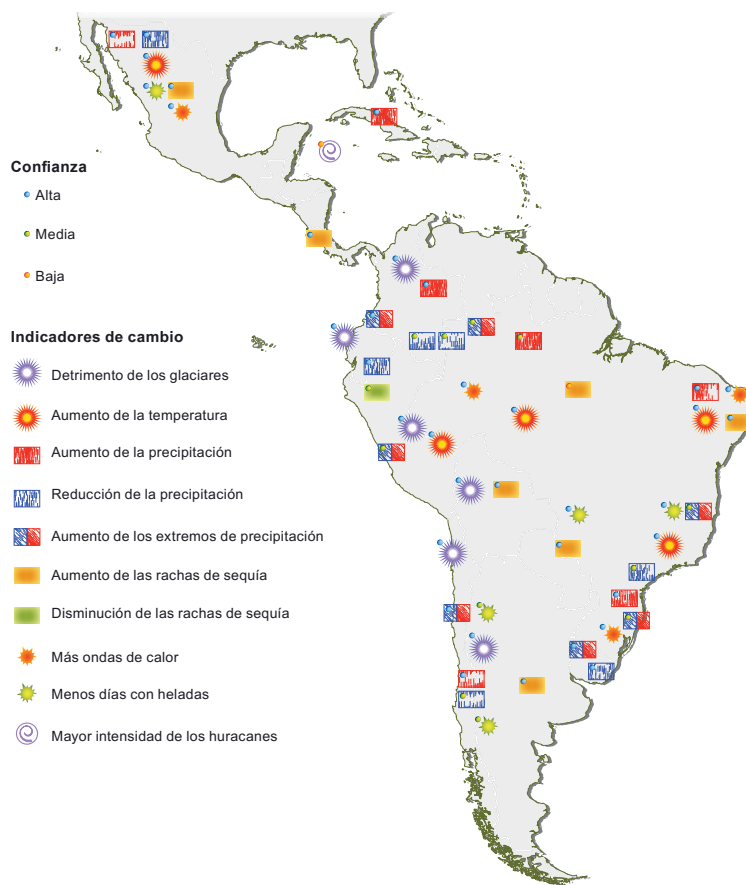 Confianza
Alta
Media
Baja
Indicadores de cambio
Detrimento de los glaciares
Aumento de la temperatura
Aumento de la precipitación
Reducción de la precipitación
Aumento de los extremos de precipitación
Aumento de las rachas de sequía
Disminución de las rachas de sequía
Más ondas de calor
Menos días con heladas
Mayor intensidad de los huracanes